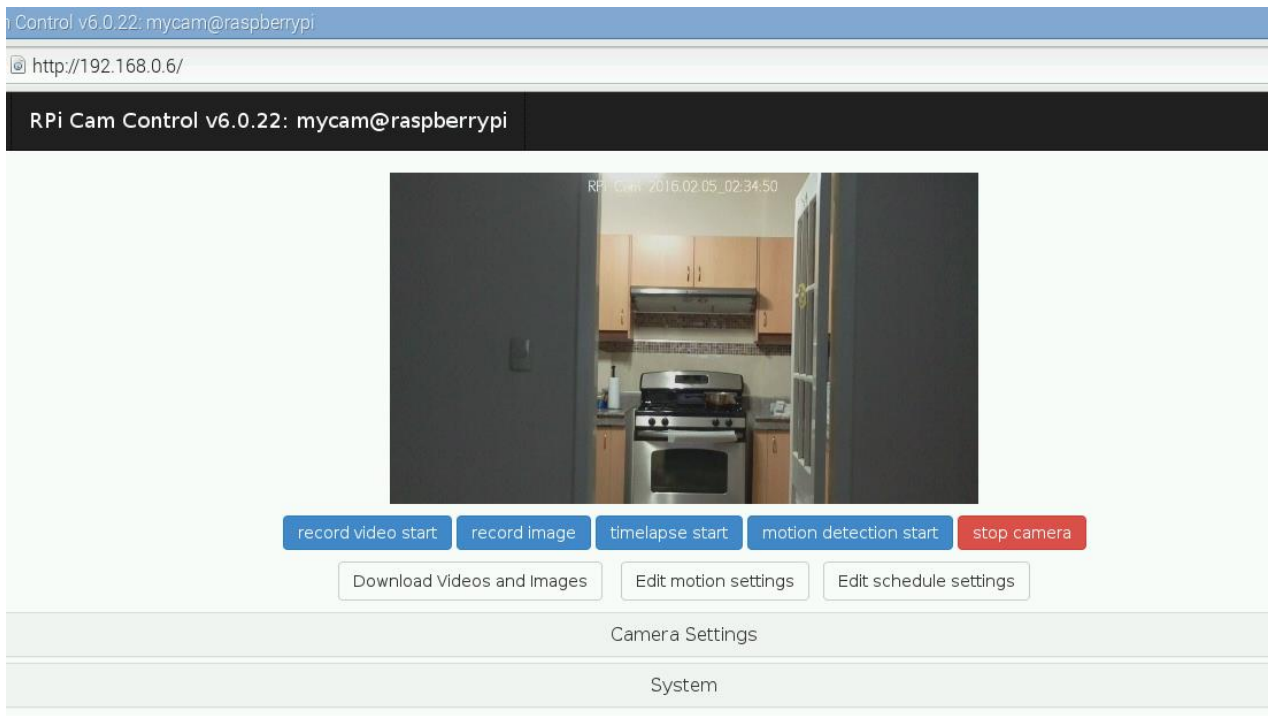 Control v6.0.22: mycam@raspberrypi
http://192.168.0.6/
RPi Cam Control v6.0.22: mycam@raspberrypi
RPi Cam 2016.02.05_02:34:50
record video start record image timelapse start motion detection start stop camera
Download Videos and Images Edit motion settings Edit schedule settings
Camera Settings
System